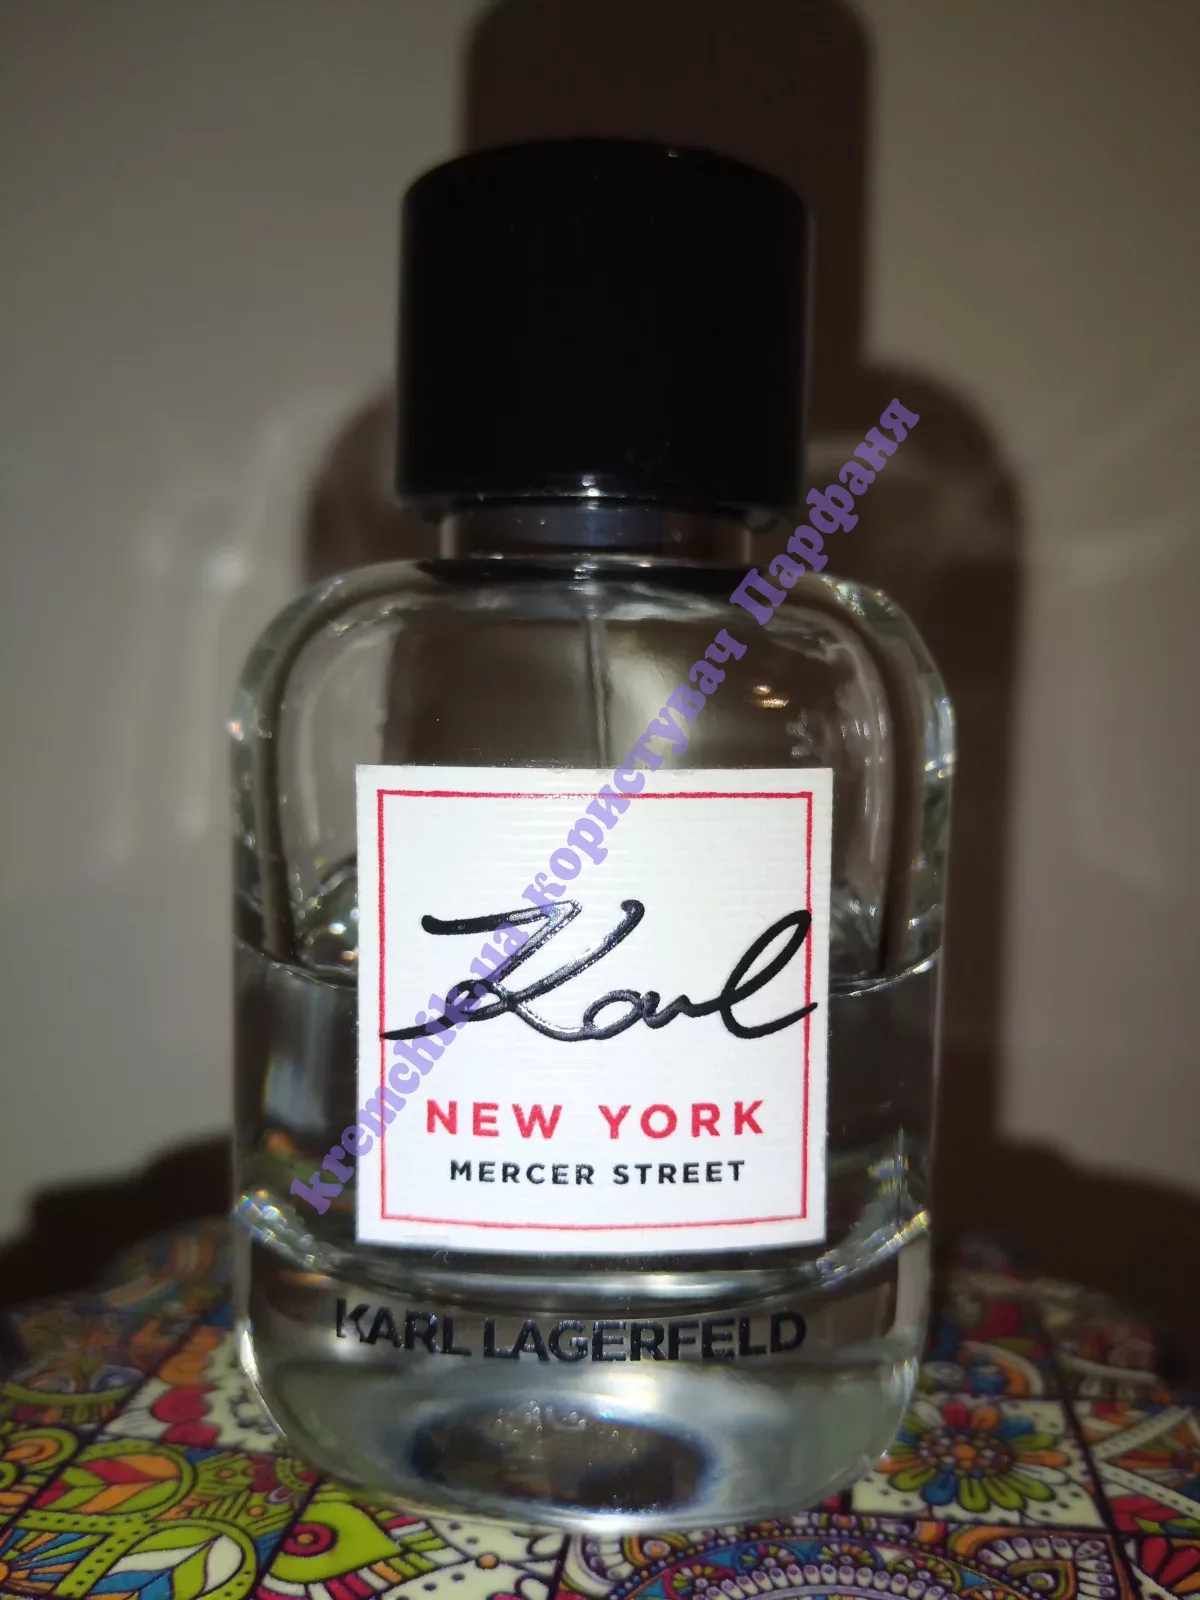 Karl
NEW YORK
MERCER STREET
KARL LAGERFELD
kremchik.ua користувач Парфаня